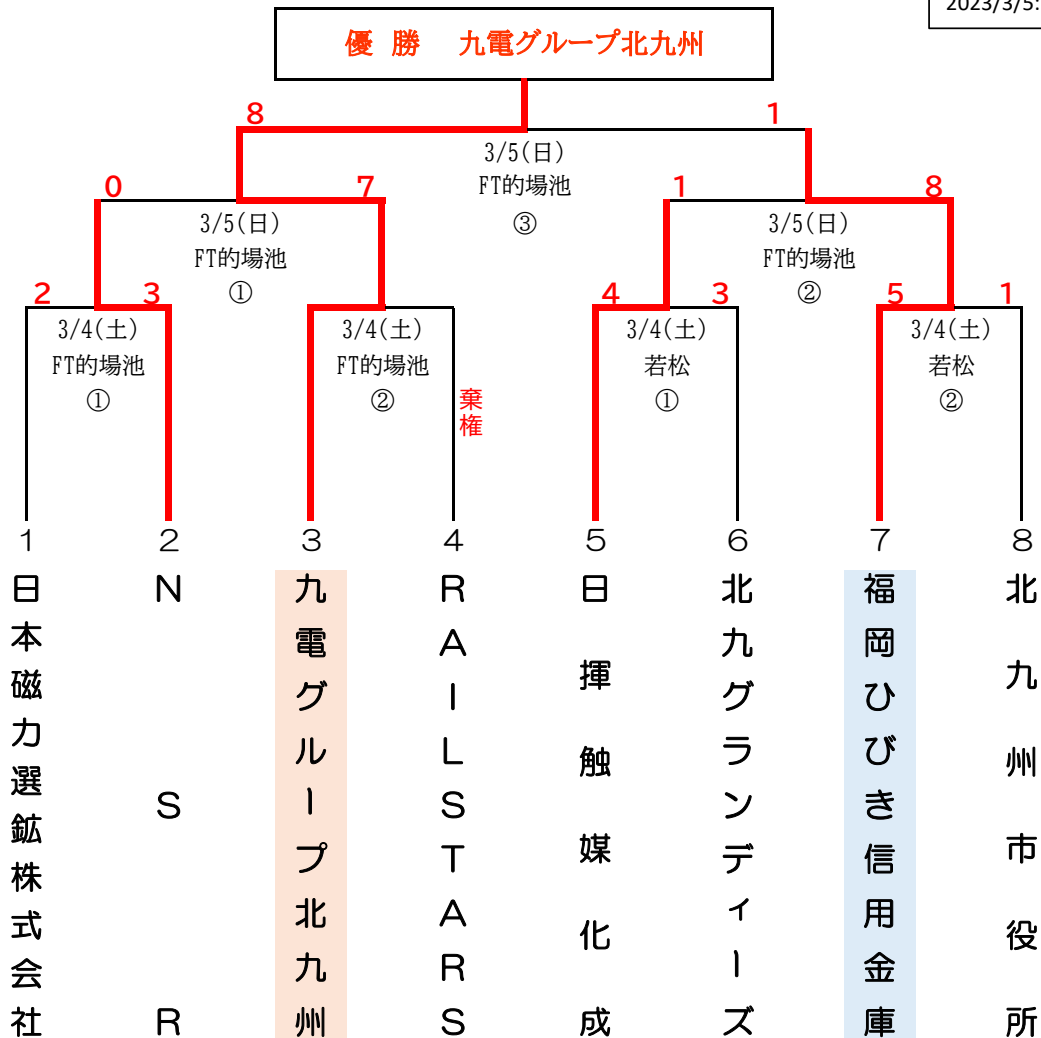 2023/3/5:
優 勝 九電グループ北九州
8
1
3/5(日)
FT的場池
③
0
7
3/5(日)
FT的場池
①
1
8
3/5(日)
FT的場池
②
2
3
3/4(土)
FT的場池
①
3/4(土)
FT的場池
②
棄権
4
3
3/4(土)
若松
①
5
1
3/4(土)
若松
②
1
2
3
4
5
6
7
8
日本磁力選鉱株式会社
NSR
九電グループ北九州
RAILSTARS
日揮触媒化成
北九グランディーズ
福岡ひびき信用金庫
北九州市役所